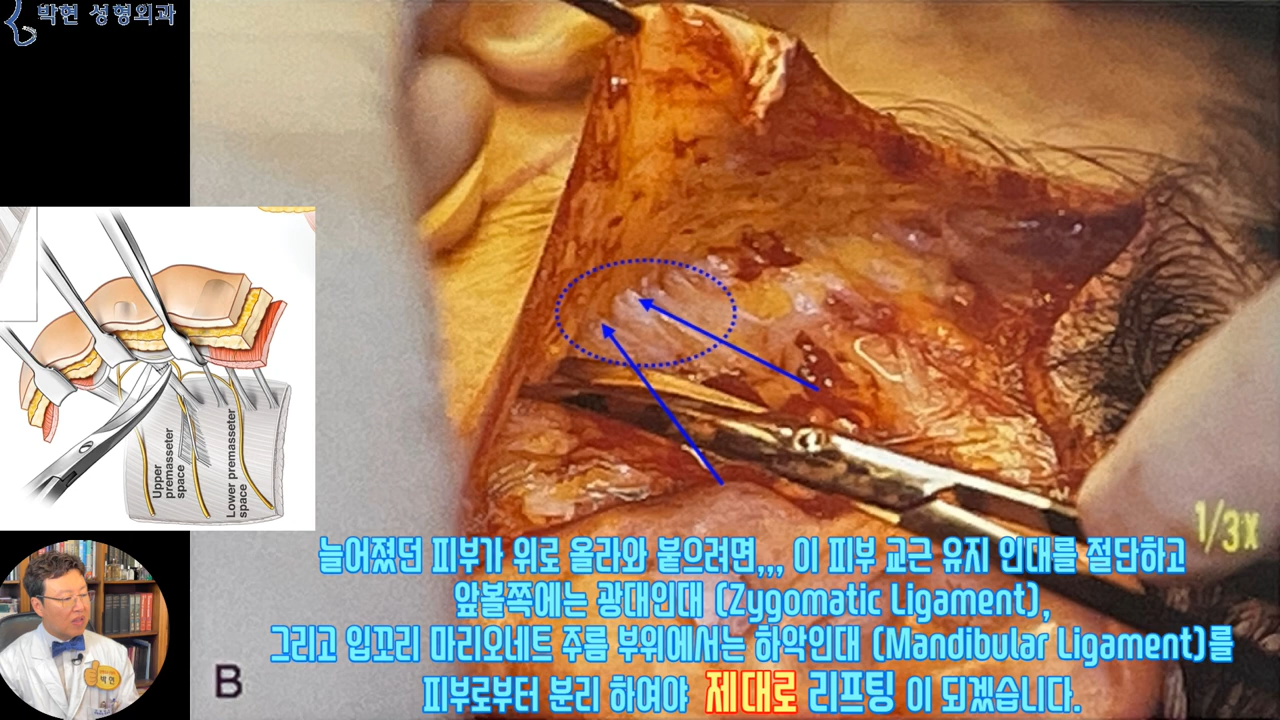 박현 성형외과
Upper
premasseter
space
Lower premasseter
space
1/3x
늘어졌던 피부가 위로 올라와 붙으려면,,, 이 피부 교근 유지 인대를 절단하고
앞볼쪽에는 광대인대 (Zygomatic Ligament),
그리고 입꼬리 마리오네트 주름 부위에서는 하악인대 (Mandibular Ligament)를
B
피부로부터 분리 하여야 제대로 리프팅 이 되겠습니다.
박현